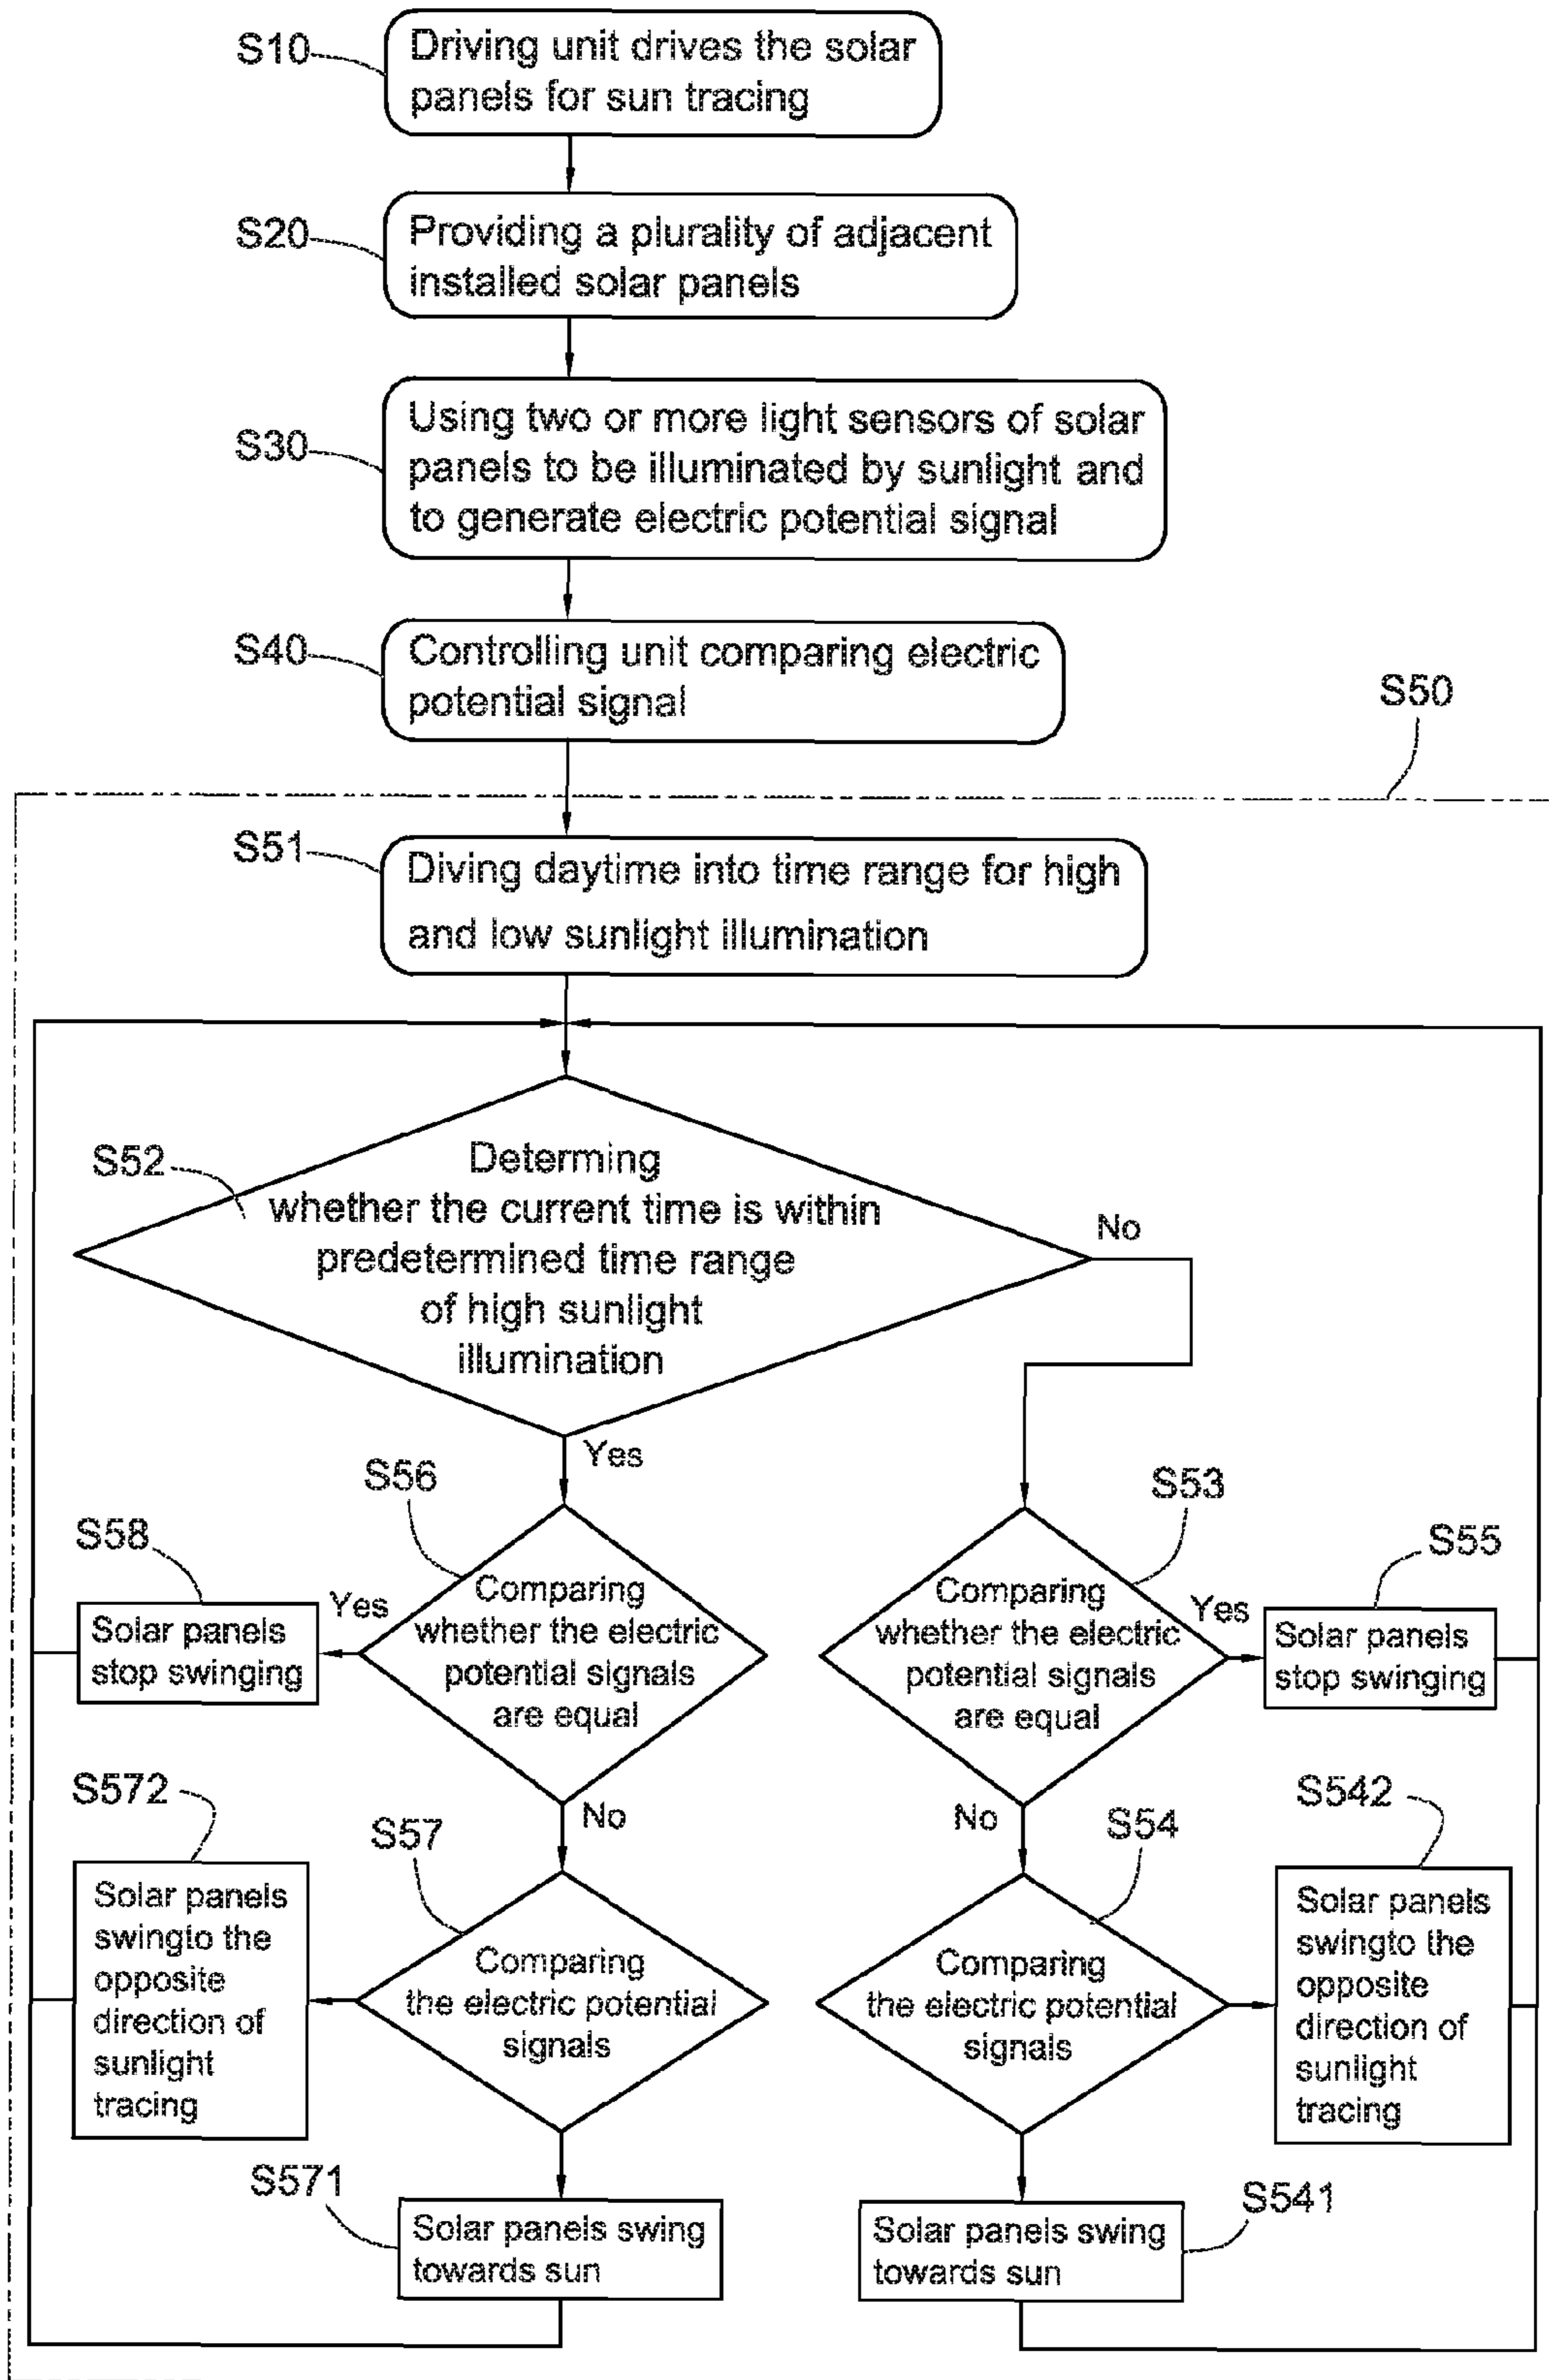 S10
Driving unit drives the solar
panels for sun tracing
S20
Providing a plurality of adjacent
installed solar panels
S30
Using two or more light sensors of solar
panels to be illuminated by sunlight and
to generate electric potential signal
S40
Controlling unit comparing electric
potential signal
S50
S51
Diving daytime into time range for high
and low sunlight illumination
S52
Determing
whether the current time is within
predetermined time range
of high sunlight
illumination
No
Yes
S56
S53
S58
S55
Solar panels
stop swinging
Yes
Comparing
whether the electric
potential signals
are equal
Comparing
whether the electric
potential signals
are equal
Yes
Solar panels
stop swinging
S572
S57
No
No
S54
S542
Solar panels
swingto the
opposite
direction of
sunlight
tracing
Comparing
the electric potential
signals
Comparing
the electric potential
signals
Solar panels
swingto the
opposite
direction of
sunlight
tracing
S571
Solar panels swing
towards sun
Solar panels swing
towards sun
S541